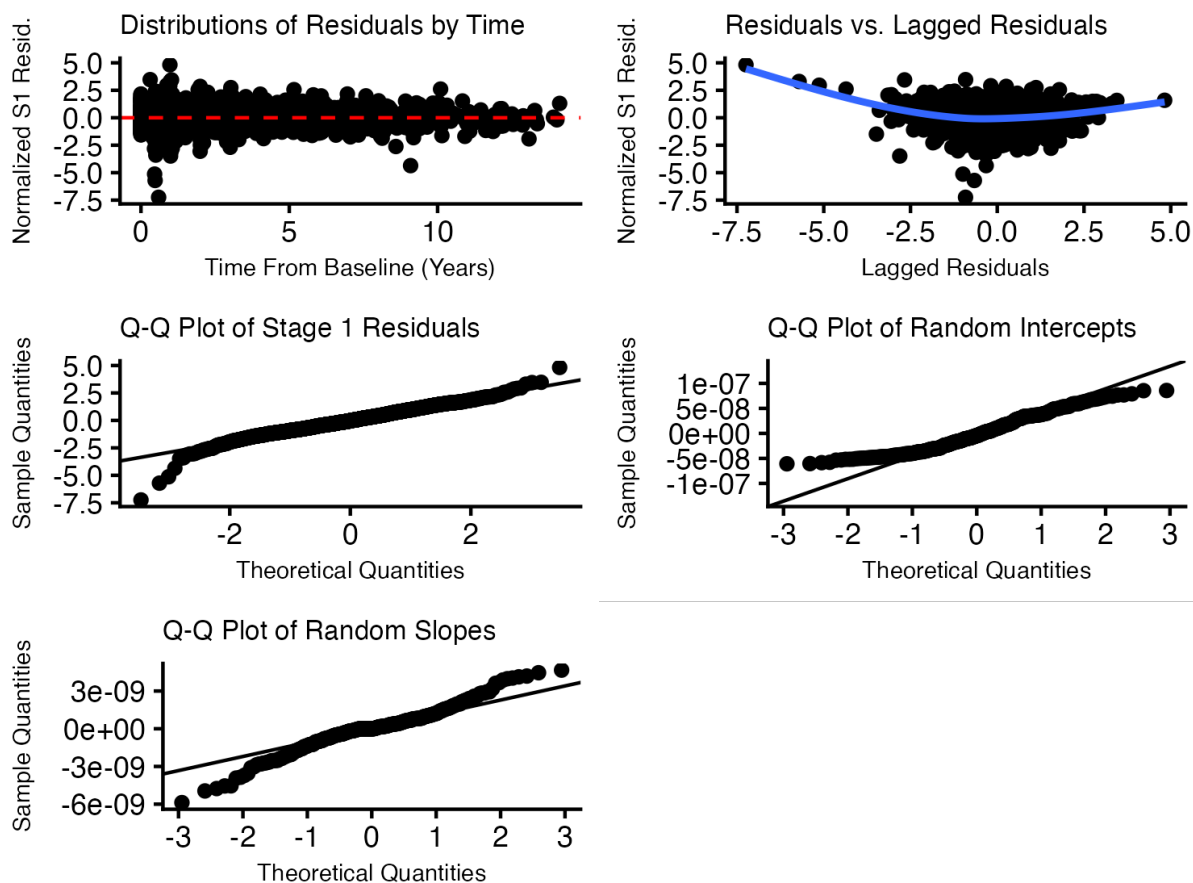 Distributions of Residuals by Time
Normalized S1 Resid.
5.0
2.5
0.0
-2.5
-5.0
-7.5
0 5 10
Time From Baseline (Years)
Residuals vs. Lagged Residuals
Normalized S1 Resid.
5.0
2.5
0.0
-2.5
-5.0
-7.5
-7.5 -5.0 -2.5 0.0 2.5 5.0
Lagged Residuals
Q-Q Plot of Stage 1 Residuals
Sample Quantities
5.0
2.5
0.0
-2.5
-5.0
-7.5
-2 0 2
Theoretical Quantities
Q-Q Plot of Random Intercepts
Sample Quantities
1e-07
5e-08
0e+00
-5e-08
-1e-07
-3 -2 -1 0 1 2 3
Theoretical Quantities
Q-Q Plot of Random Slopes
Sample Quantities
3e-09
0e+00
-3e-09
-6e-09
-3 -2 -1 0 1 2 3
Theoretical Quantities